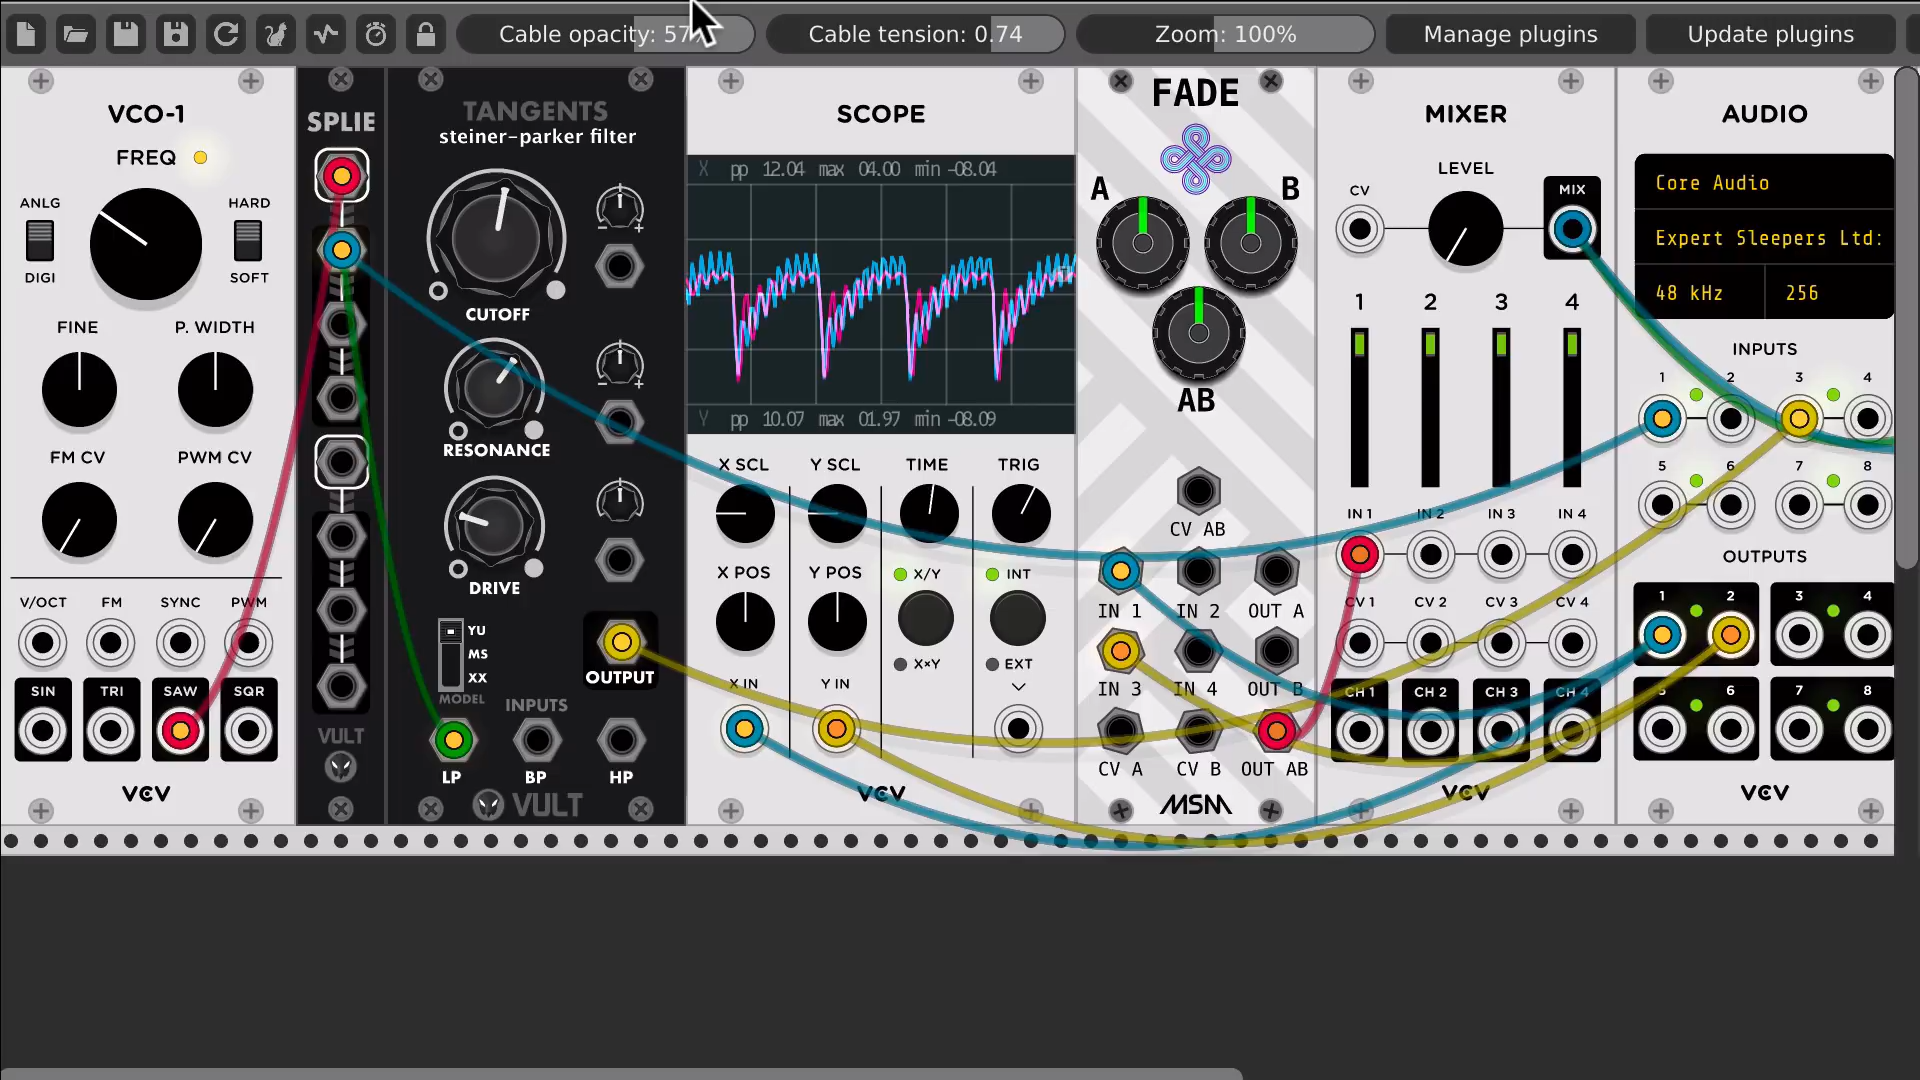 Cable opacity: 57
Cable tension: 0.74
Zoom: 100%
Manage plugins
Update plugins
VCO-1
FREQ
ANLG
DIGI
HARD
SOFT
FINE
P. WIDTH
FM CV
PWM CV
V/OCT
FM
SYNC
PWM
SIN
TRI
SAW
SQR
VCV
SPLIE
VULT
TANGENTS
steiner-parker filter
CUTOFF
RESONANCE
DRIVE
YU
MS
XX
MODEL
OUTPUT
INPUTS
LP
BP
HP
VULT
SCOPE
X pp 12.04 max 04.00 min -08.04
Y pp 10.07 max 01.97 min -08.09
X SCL
Y SCL
TIME
TRIG
X POS
Y POS
X/Y
INT
X×Y
EXT
X IN
Y IN
VCV
FADE
A
B
AB
CV AB
IN 1
IN 2
OUT A
IN 3
IN 4
OUT B
CV A
CV B
OUT AB
MSM
MIXER
LEVEL
CV
MIX
1
2
3
4
IN 1
IN 2
IN 3
IN 4
CV 1
CV 2
CV 3
CV 4
CH 1
CH 2
CH 3
CH 4
VCV
AUDIO
Core Audio
Expert Sleepers Ltd:
48 kHz
256
INPUTS
1
2
3
4
5
6
7
8
OUTPUTS
1
2
3
4
5
6
7
8
VCV